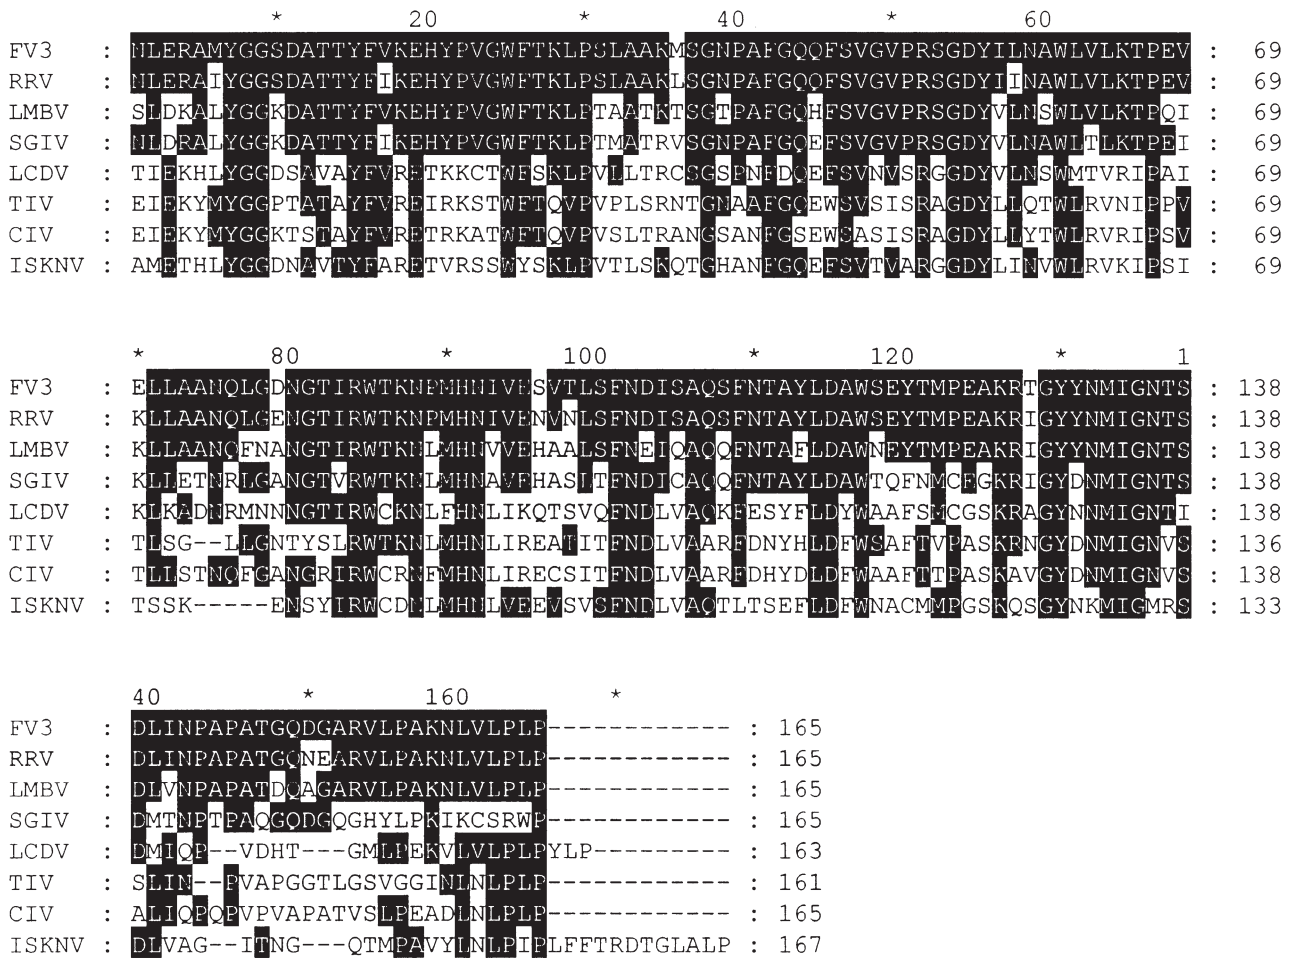 * 20 * 40 * 60
FV3 : NLERAMYGGSDATTYFVKEHYPVGWFTKLPSLAAKMSGNPAFGQQFSVGVPRSGDYILNAWLVLKTPEV : 69
RRV : NLERAIYGGSDATTYFIKEHYPVGWFTKLPSLAAKLSGNPAFGQQFSVGVPRSGDYIINAWLVLKTPEV : 69
LMBV : SLDKALYGGKDATTYFVKEHYPVGWFTKLPTAATKTSGTPAFGQHFSVGVPRSGDYVLNSWLVLKTPQI : 69
SGIV : NLDRALYGGKDATTYFIKEHYPVGWFTKLPTMATRVSGNPAFGQEFSVGVPRSGDYVLNAWLTLKTPEI : 69
LCDV : TIEKHLYGGDSAVAYFVRETKKCTWFSKLPVLLTRCSGSPNFDQEFSVNVSRGGDYVLNSWMTVRIPAI : 69
TIV : EIEKYMYGGPTATAYFVREIRKSTWFTQVPVPLSRNTGNAAFGQEWSVSISRAGDYLLQTWLRVNIPPV : 69
CIV : EIEKYMYGGKTSTAYFVRETRKATWFTQVPVSLTRANGSANFGSEWSASISRAGDYLLYTWLRVRIPSV : 69
ISKNV : AMETHLYGGDNAVTYFARETVRSSWYSKLPVTLSKQTGHANFGQEFSVTVARGGDYLINVWLRVKIPSI : 69
* 80 * 100 * 120 * 1
FV3 : ELLAANQLGDNGTIRWTKNPMHNIVESVTLSFNDISAQSFNTAYLDAWSEYTMPEAKRTGYYNMIGNTS : 138
RRV : KLLAANQLGENGTIRWTKNPMHNIVENVNLSFNDISAQSFNTAYLDAWSEYTMPEAKRIGYYNMIGNTS : 138
LMBV : KLLAANQFNANGTIRWTKNLMHNVVEHAALSFNEIQAQQFNTAFLDAWNEYTMPEAKRIGYYNMIGNTS : 138
SGIV : KLLETNRLGANGTVRWTKNLMHNAVEHASLTFNDICAQQFNTAYLDAWTQFNMCEGKRIGYDNMIGNTS : 138
LCDV : KLKADNRMNNNGTIRWCKNLFHNLIKQTSVQFNDLVAQKFESYFLDYWAAFSMCGSKRAGYNNMIGNTI : 138
TIV : TLSG--LLGNTYSLRWTKNLMHNLIREATITFNDLVAARFDNYHLDFWSAFTVPASKRNGYDNMIGNVS : 136
CIV : TLLSTNQFGANGRIRWCRNFMHNLIRECSITFNDLVAARFDHYDLDFWAAFTTPASKAVGYDNMIGNVS : 138
ISKNV : TSSK-----ENSYIRWCDNLMHNLVEEVSVSFNDLVAQTLTSEFLDFWNACMMPGSKQSGYNKMIGMRS : 133
40 * 160 *
FV3 : DLINPAPATGQDGARVLPAKNLVLPLP------------ : 165
RRV : DLINPAPATGQNEARVLPAKNLVLPLP------------ : 165
LMBV : DLVNPAPATDQAGARVLPAKNLVLPLP------------ : 165
SGIV : DMTNPTPAQGQDGQGHYLPKIKCSRWP------------ : 165
LCDV : DMIQP--VDHT---GMLPEKVLVLPLPYLP--------- : 163
TIV : SLIN--PVAPGGTLGSVGGINLNLPLP------------ : 161
CIV : ALIQPQPVPVAPATVSLPEADLNLPLP------------ : 165
ISKNV : DLVAG--ITNG---QTMPAVYLNLPIPLFFTRDTGLALP : 167